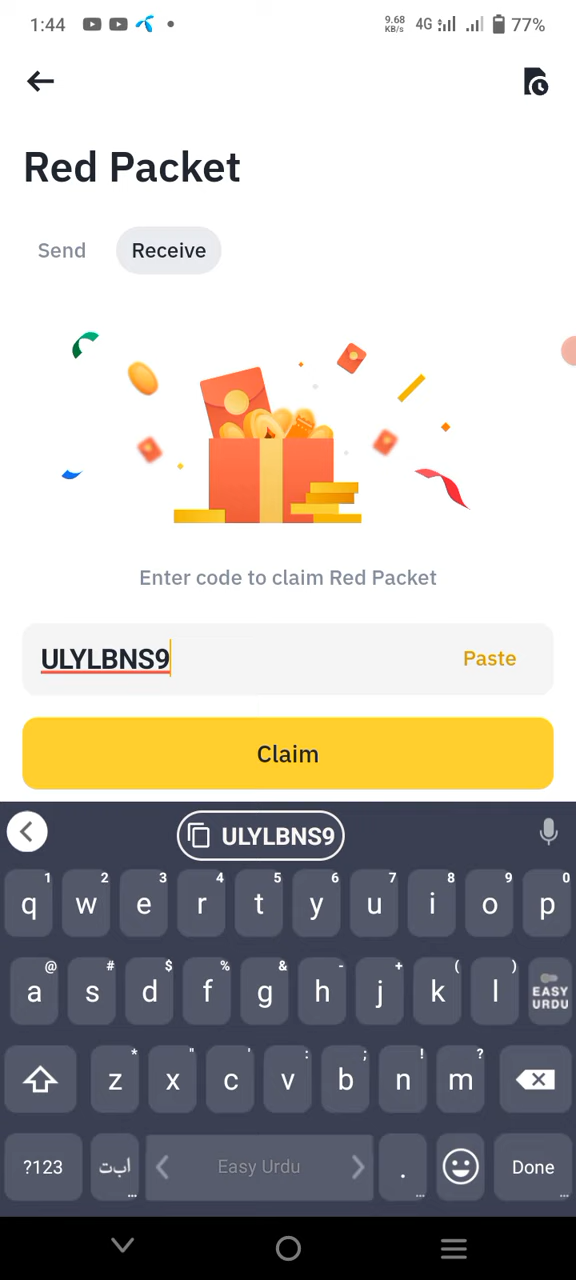 1:44 9.68 KB/s 4G 77%
Red Packet
Send Receive
Enter code to claim Red Packet
ULYLBNS9 Paste
Claim
ULYLBNS9
1 2 3 4 5 6 7 8 9 0
q w e r t y u i o p
@ # $ % & - + ( )
a s d f g h j k l EASY URDU
* " ' : ; ! ?
z x c v b n m
?123 اب‌ت Easy Urdu . Done